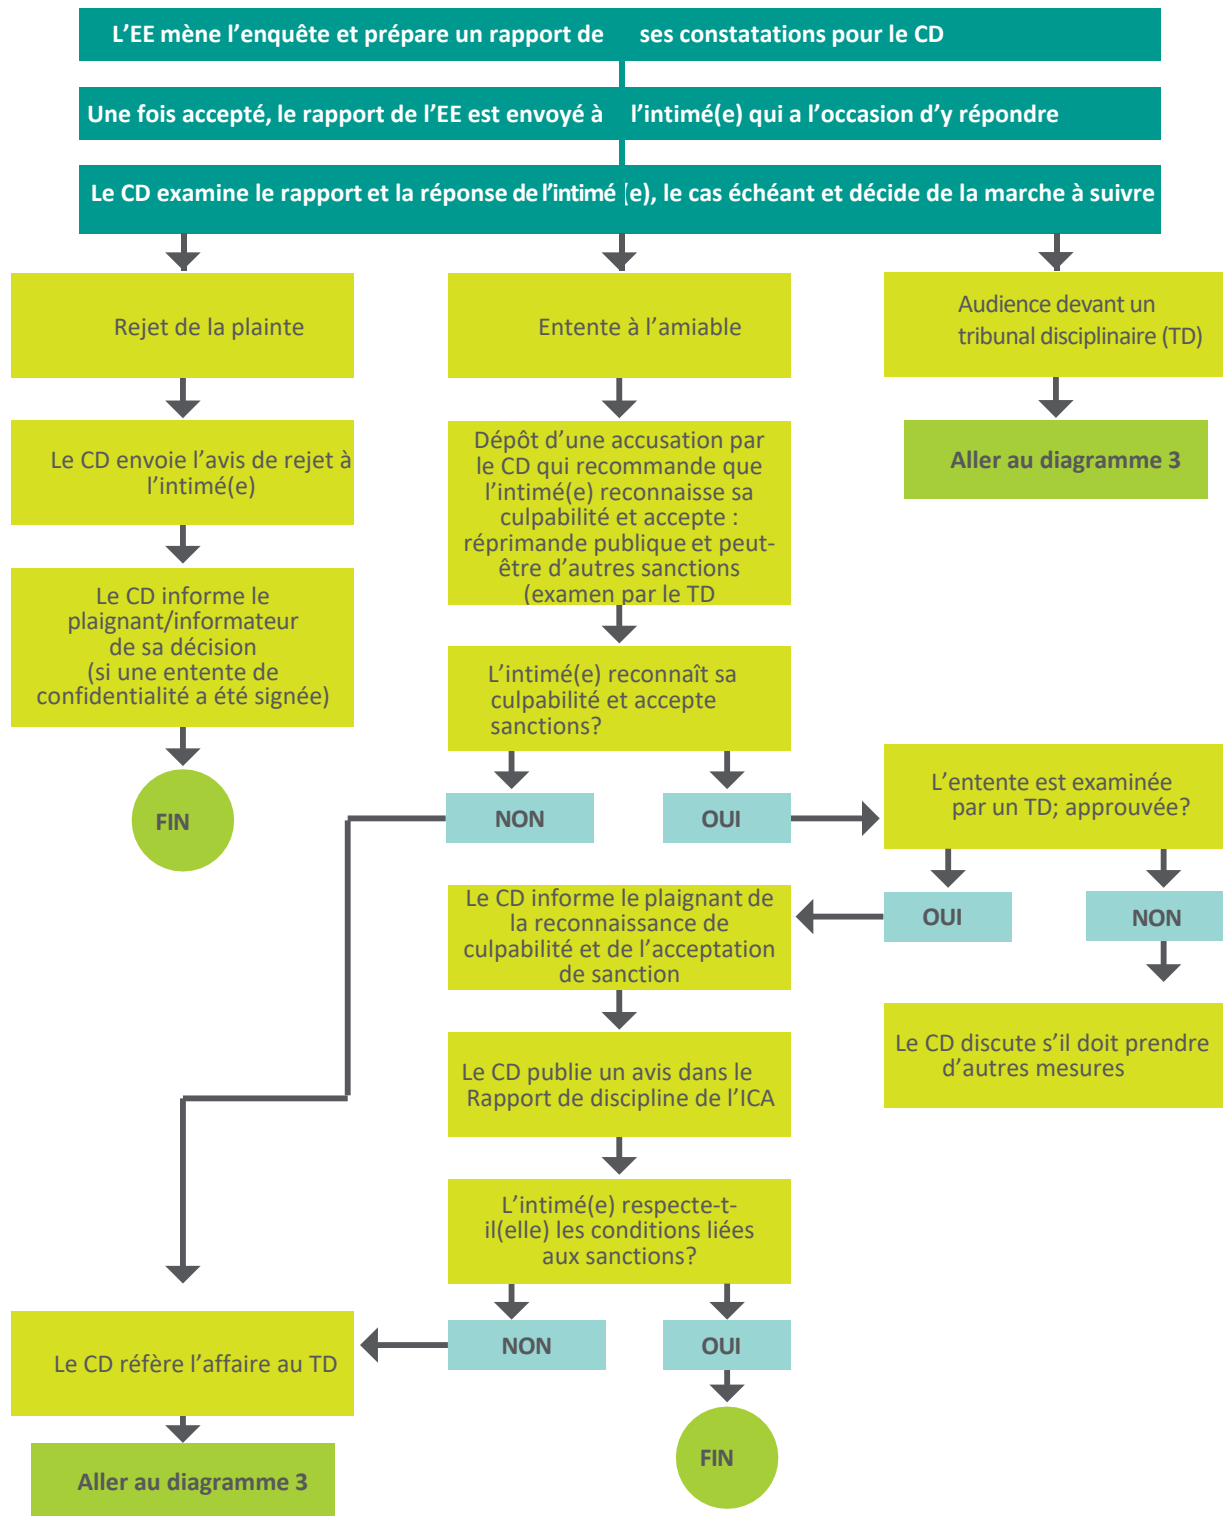 L’EE mène l’enquête et prépare un rapport de ses constatations pour le CD
Une fois accepté, le rapport de l’EE est envoyé à l’intimé(e) qui a l’occasion d’y répondre
Le CD examine le rapport et la réponse de l’intimé (e), le cas échéant et décide de la marche à suivre
Rejet de la plainte
Entente à l’amiable
Audience devant un
tribunal disciplinaire (TD)
Le CD envoie l’avis de rejet à
l’intimé(e)
Dépôt d’une accusation par
le CD qui recommande que
l’intimé(e) reconnaisse sa
culpabilité et accepte :
réprimande publique et peut-
être d’autres sanctions
(examen par le TD
Aller au diagramme 3
Le CD informe le
plaignant/informateur
de sa décision
(si une entente de
confidentialité a été signée)
L’intimé(e) reconnaît sa
culpabilité et accepte
sanctions?
FIN
NON
OUI
L’entente est examinée
par un TD; approuvée?
OUI
NON
Le CD informe le plaignant de
la reconnaissance de
culpabilité et de l’acceptation
de sanction
Le CD discute s’il doit prendre
d’autres mesures
Le CD publie un avis dans le
Rapport de discipline de l’ICA
L’intimé(e) respecte-t-
il(elle) les conditions liées
aux sanctions?
NON
OUI
Le CD réfère l’affaire au TD
Aller au diagramme 3
FIN